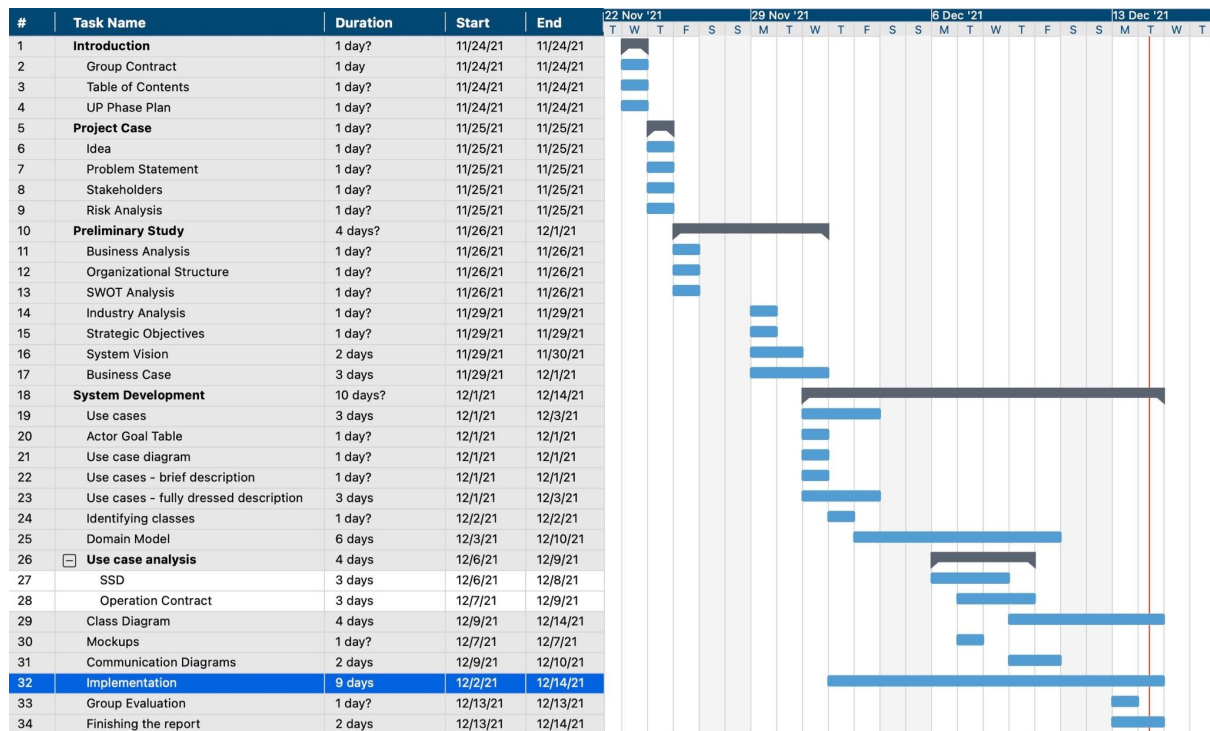 # Task Name Duration Start End 22 Nov '21 29 Nov '21 6 Dec '21 13 Dec '21
T W T F S S M T W T F S S M T W T F S S M T W T
1 Introduction 1 day? 11/24/21 11/24/21
2 Group Contract 1 day 11/24/21 11/24/21
3 Table of Contents 1 day? 11/24/21 11/24/21
4 UP Phase Plan 1 day? 11/24/21 11/24/21
5 Project Case 1 day? 11/25/21 11/25/21
6 Idea 1 day? 11/25/21 11/25/21
7 Problem Statement 1 day? 11/25/21 11/25/21
8 Stakeholders 1 day? 11/25/21 11/25/21
9 Risk Analysis 1 day? 11/25/21 11/25/21
10 Preliminary Study 4 days? 11/26/21 12/1/21
11 Business Analysis 1 day? 11/26/21 11/26/21
12 Organizational Structure 1 day? 11/26/21 11/26/21
13 SWOT Analysis 1 day? 11/26/21 11/26/21
14 Industry Analysis 1 day? 11/29/21 11/29/21
15 Strategic Objectives 1 day? 11/29/21 11/29/21
16 System Vision 2 days 11/29/21 11/30/21
17 Business Case 3 days 11/29/21 12/1/21
18 System Development 10 days? 12/1/21 12/14/21
19 Use cases 3 days 12/1/21 12/3/21
20 Actor Goal Table 1 day? 12/1/21 12/1/21
21 Use case diagram 1 day? 12/1/21 12/1/21
22 Use cases - brief description 1 day? 12/1/21 12/1/21
23 Use cases - fully dressed description 3 days 12/1/21 12/3/21
24 Identifying classes 1 day? 12/2/21 12/2/21
25 Domain Model 6 days 12/3/21 12/10/21
26 Use case analysis 4 days 12/6/21 12/9/21
27 SSD 3 days 12/6/21 12/8/21
28 Operation Contract 3 days 12/7/21 12/9/21
29 Class Diagram 4 days 12/9/21 12/14/21
30 Mockups 1 day? 12/7/21 12/7/21
31 Communication Diagrams 2 days 12/9/21 12/10/21
32 Implementation 9 days 12/2/21 12/14/21
33 Group Evaluation 1 day? 12/13/21 12/13/21
34 Finishing the report 2 days 12/13/21 12/14/21